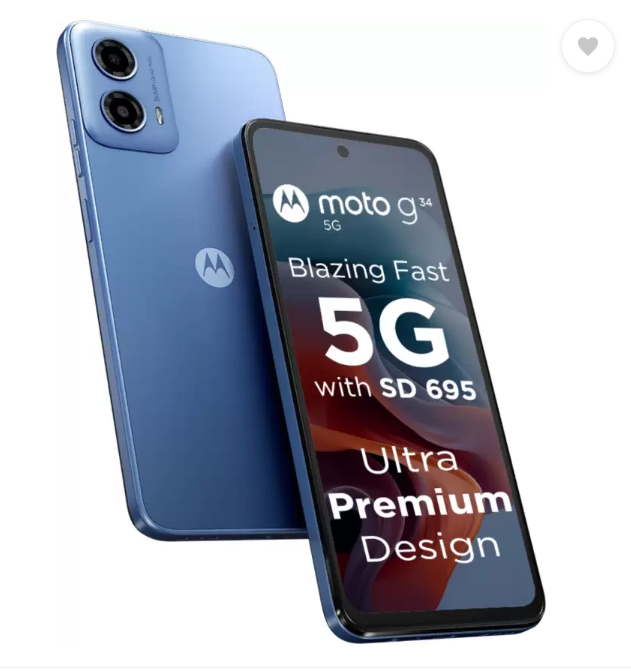 moto g34
5G
Blazing Fast
5G
with SD 695
Ultra
Premium
Design